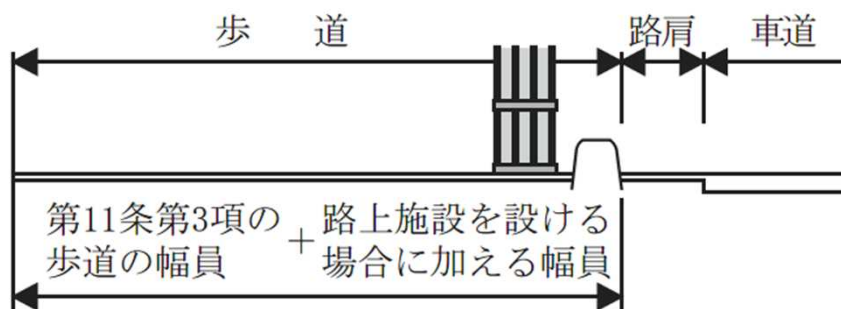 歩　道　路肩　車道
第11条第3項の
歩道の幅員
+
路上施設を設ける
場合に加える幅員